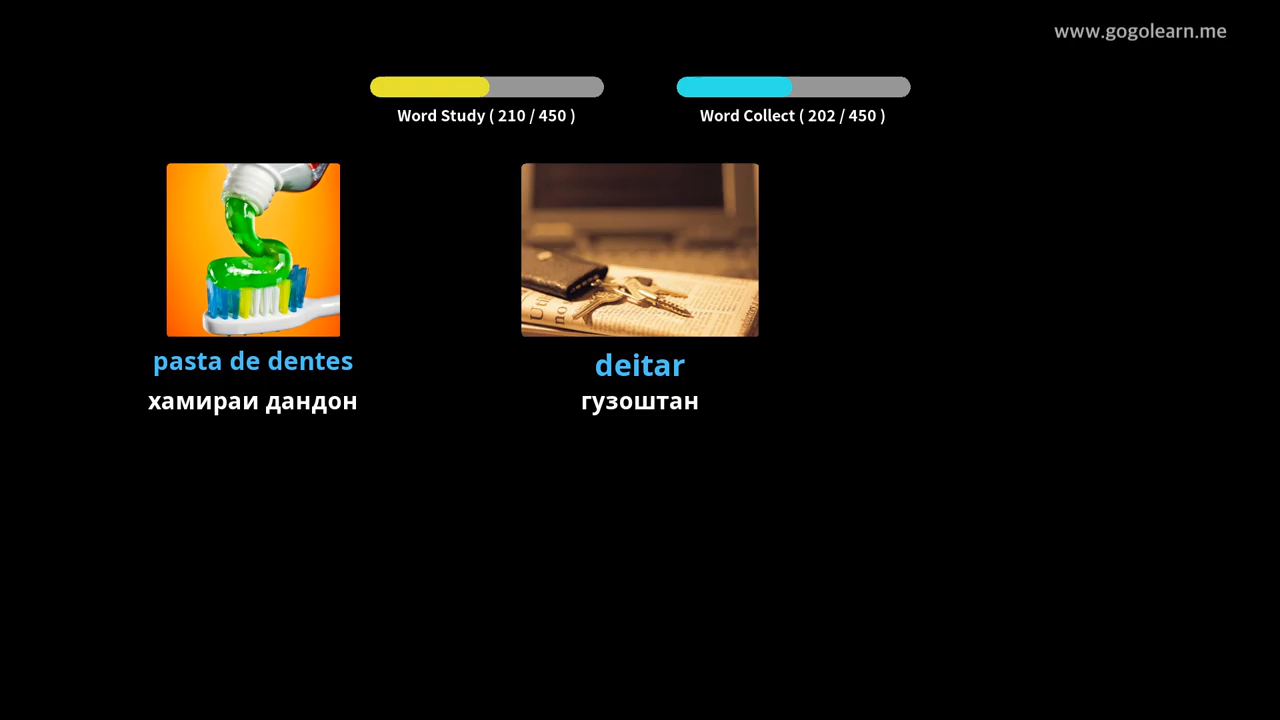 www.gogolearn.me
Word Study ( 210 / 450 )
Word Collect ( 202 / 450 )
pasta de dentes
хамираи дандон
deitar
гузоштан